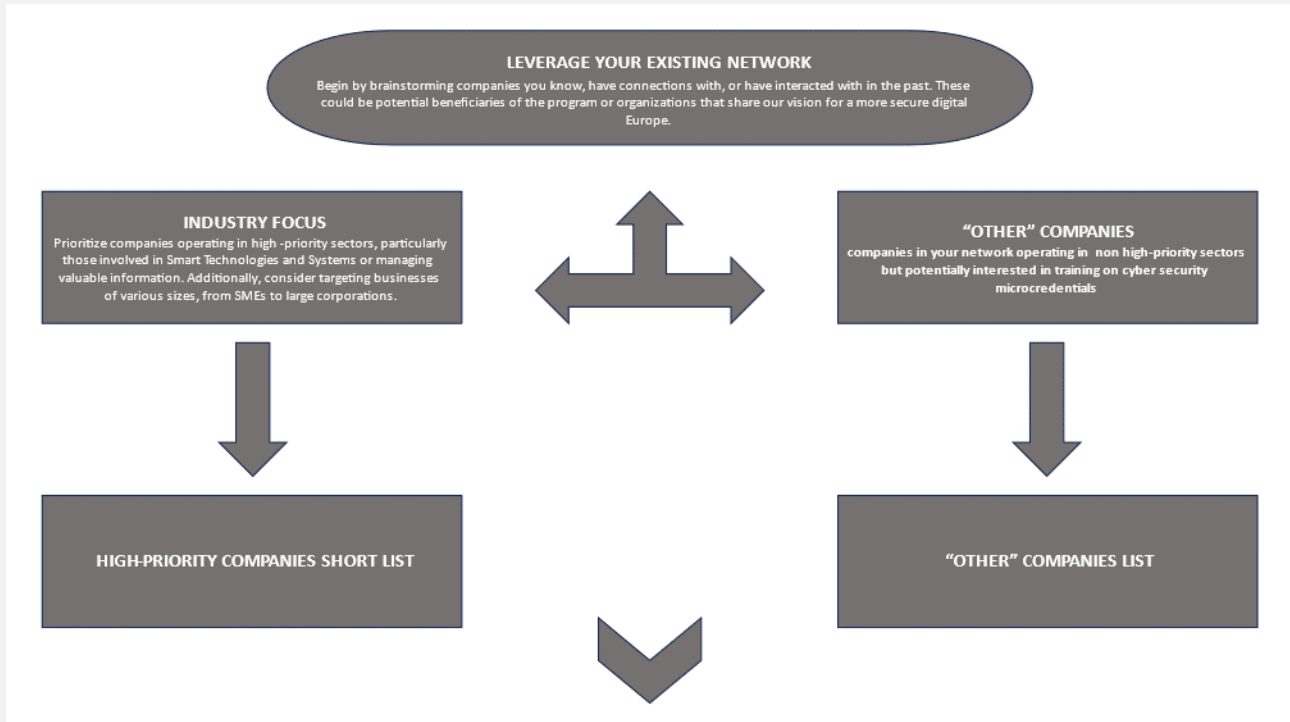 LEVERAGE YOUR EXISTING NETWORK
Begin by brainstorming companies you know, have connections with, or have interacted with in the past. These
could be potential beneficiaries of the program or organizations that share our vision for a more secure digital
Europe.
INDUSTRY FOCUS
Prioritize companies operating in high -priority sectors, particularly
those involved in Smart Technologies and Systems or managing
valuable information. Additionally, consider targeting businesses
of various sizes, from SMEs to large corporations.
“OTHER” COMPANIES
companies in your network operating in  non high-priority sectors
but potentially interested in training on cyber security
microcredentials
HIGH-PRIORITY COMPANIES SHORT LIST
“OTHER” COMPANIES LIST